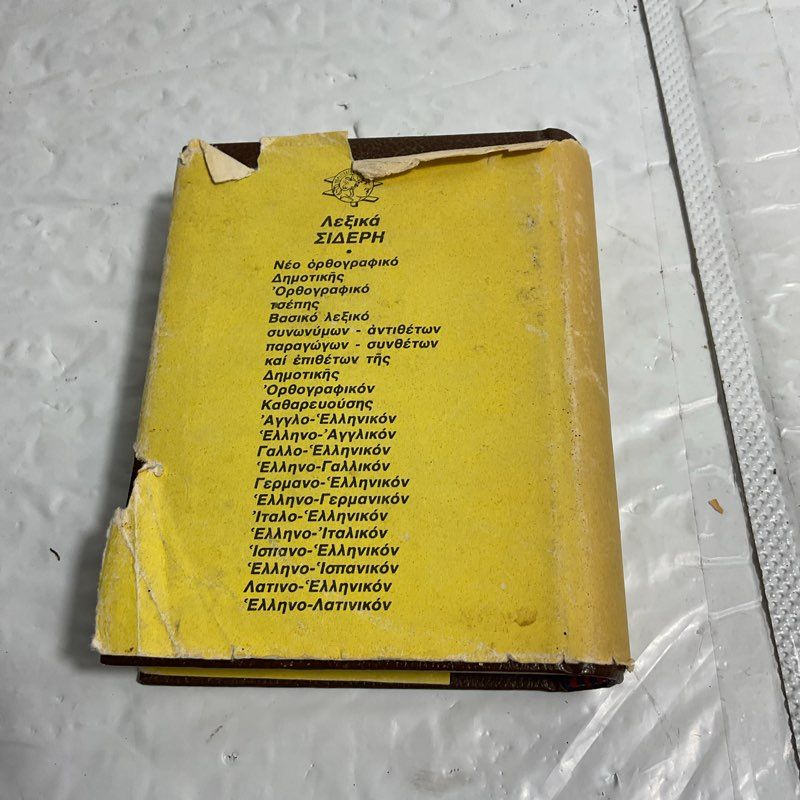 Λεξικά
ΣΙΔΕΡΗ
•
Νέο ὀρθογραφικό
Δημοτικῆς
Ὀρθογραφικό
τσέπης
Βασικό λεξικό
συνωνύμων - ἀντιθέτων
παραγώγων - συνθέτων
καί ἐπιθέτων τῆς
Δημοτικῆς
Ὀρθογραφικόν
Καθαρευούσης
Ἀγγλο-Ἑλληνικόν
Ἑλληνο-Ἀγγλικόν
Γαλλο-Ἑλληνικόν
Ἑλληνο-Γαλλικόν
Γερμανο-Ἑλληνικόν
Ἑλληνο-Γερμανικόν
Ἰταλο-Ἑλληνικόν
Ἑλληνο-Ἰταλικόν
Ἱσπανο-Ἑλληνικόν
Ἑλληνο-Ἱσπανικόν
Λατινο-Ἑλληνικόν
Ἑλληνο-Λατινικόν